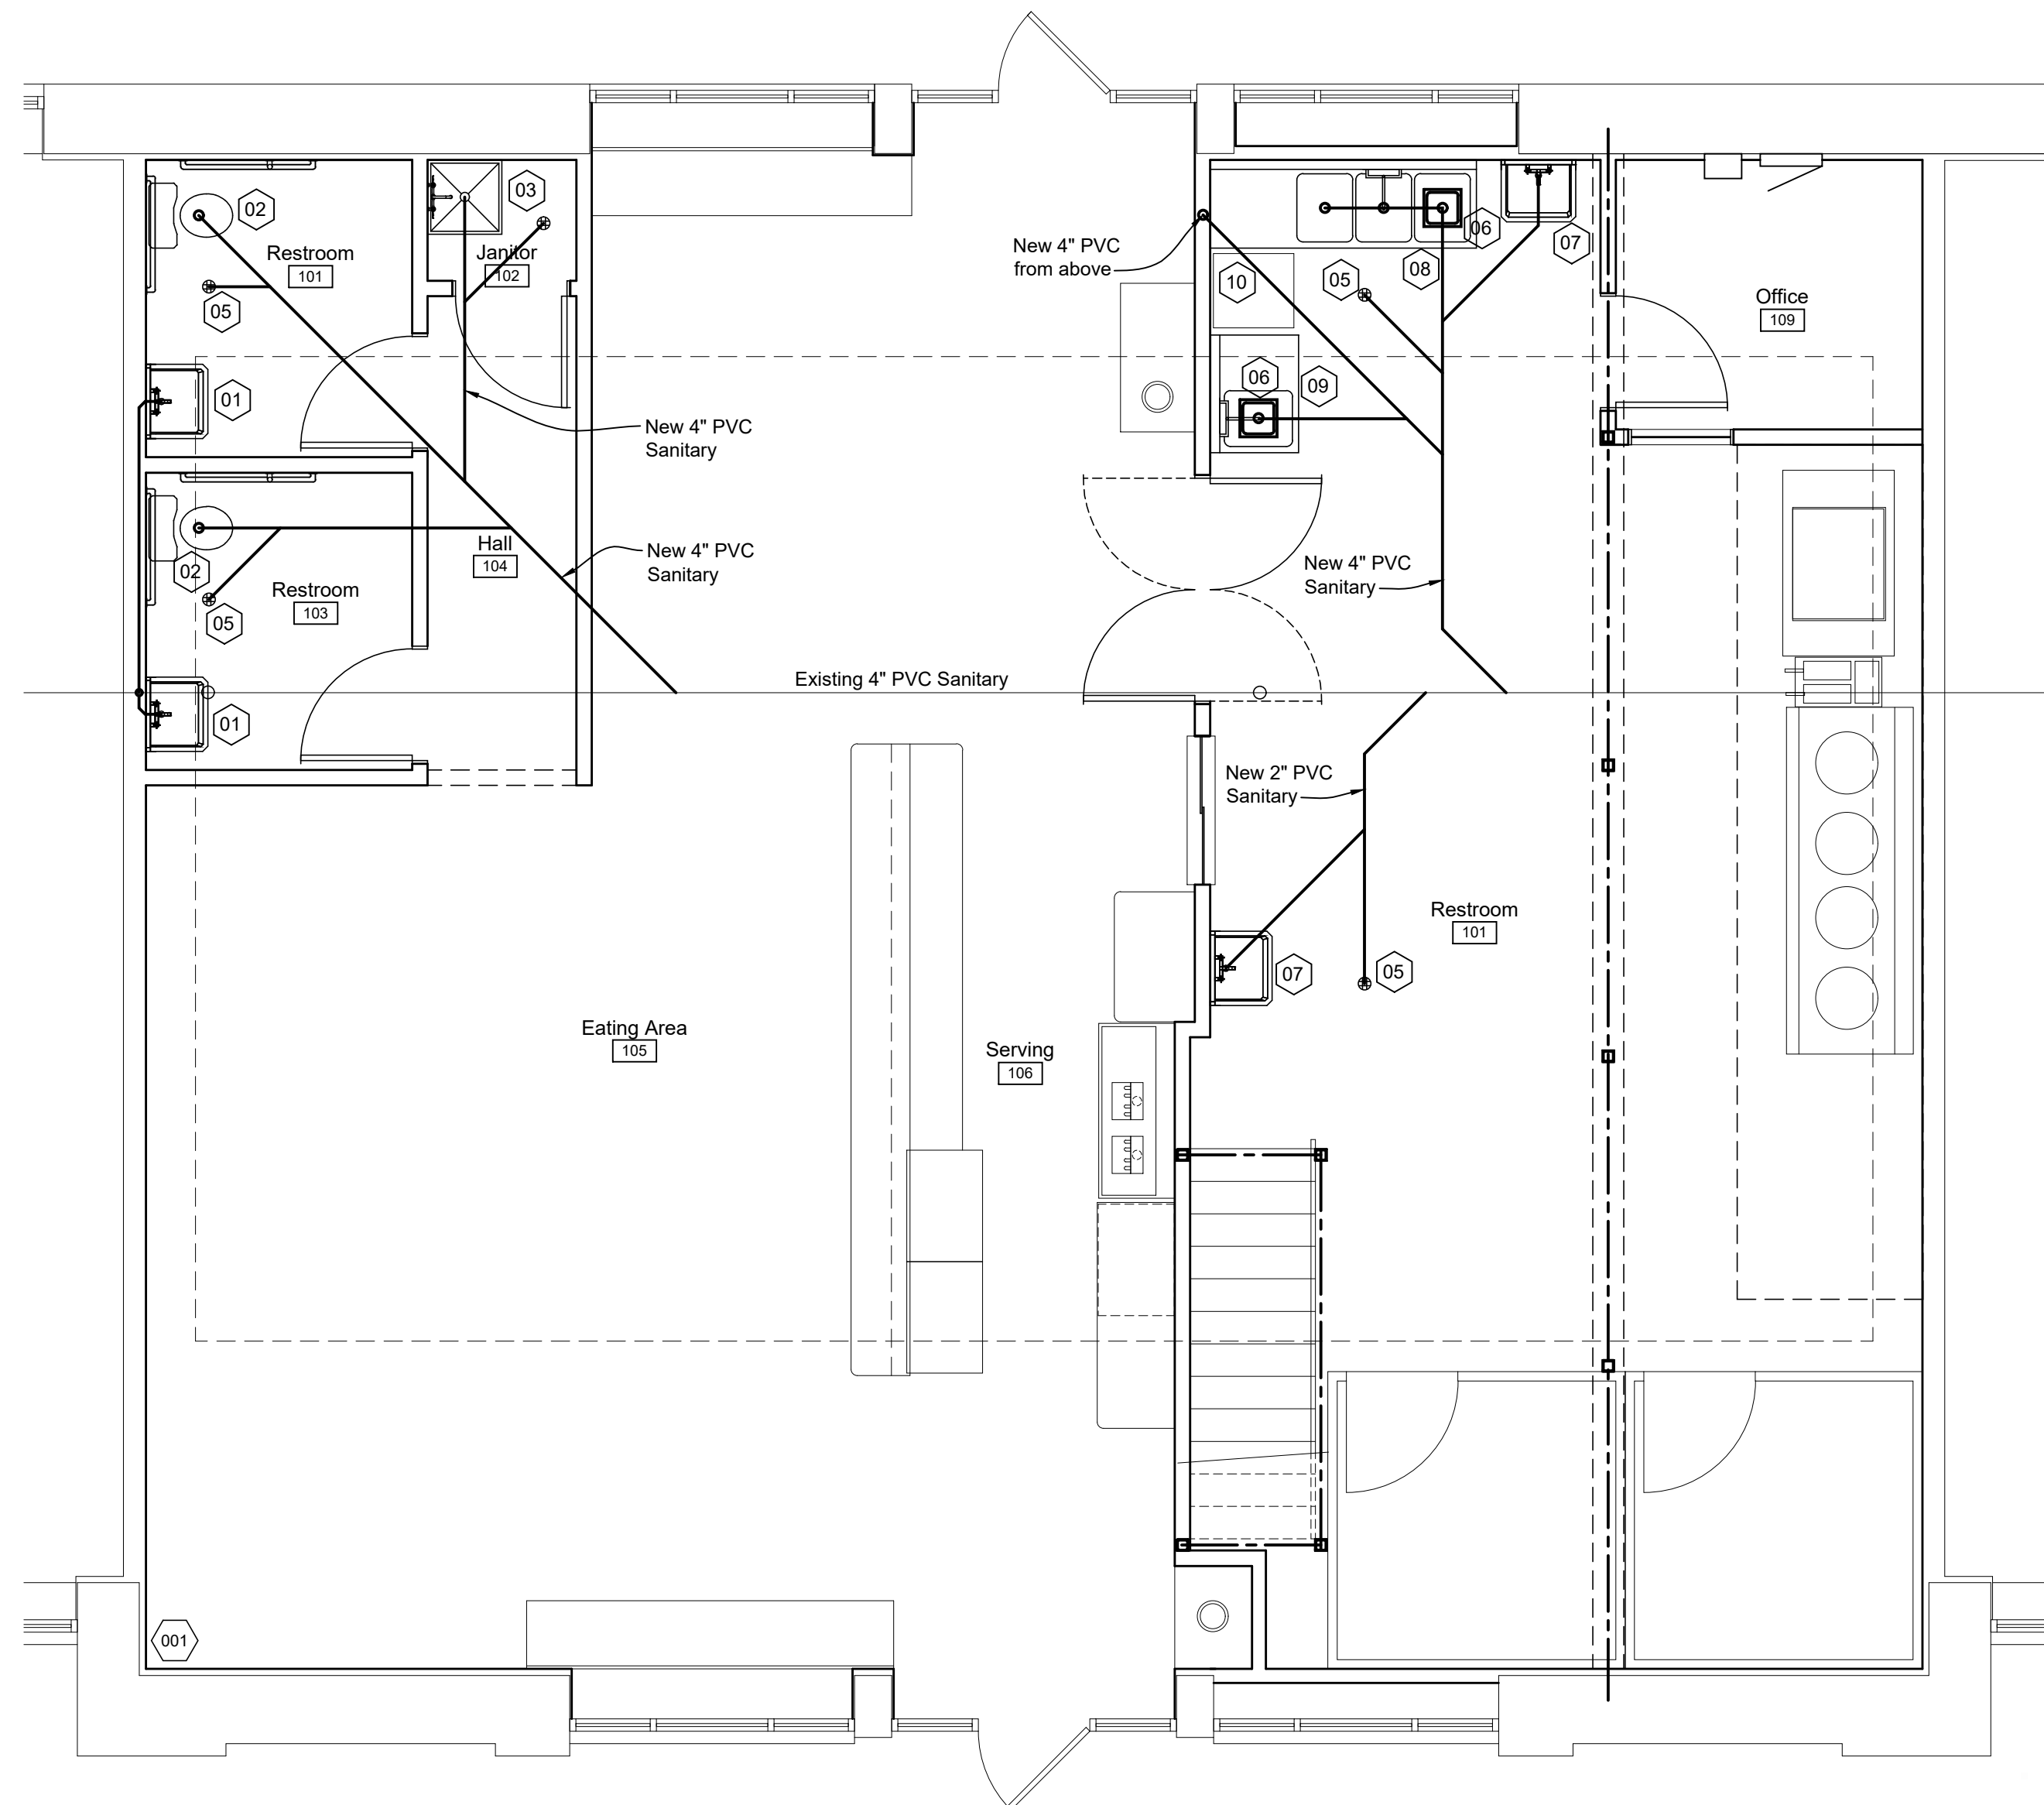 03
02
06
New 4" PVC
from above
07
Restroom
101
Janitor
102
08
05
10
Office
109
05
06
09
01
New 4" PVC
Sanitary
Hall
104
New 4" PVC
Sanitary
New 4" PVC
Sanitary
02
Restroom
103
05
Existing 4" PVC Sanitary
01
New 2" PVC
Sanitary
Restroom
101
07
05
Eating Area
105
Serving
106
001